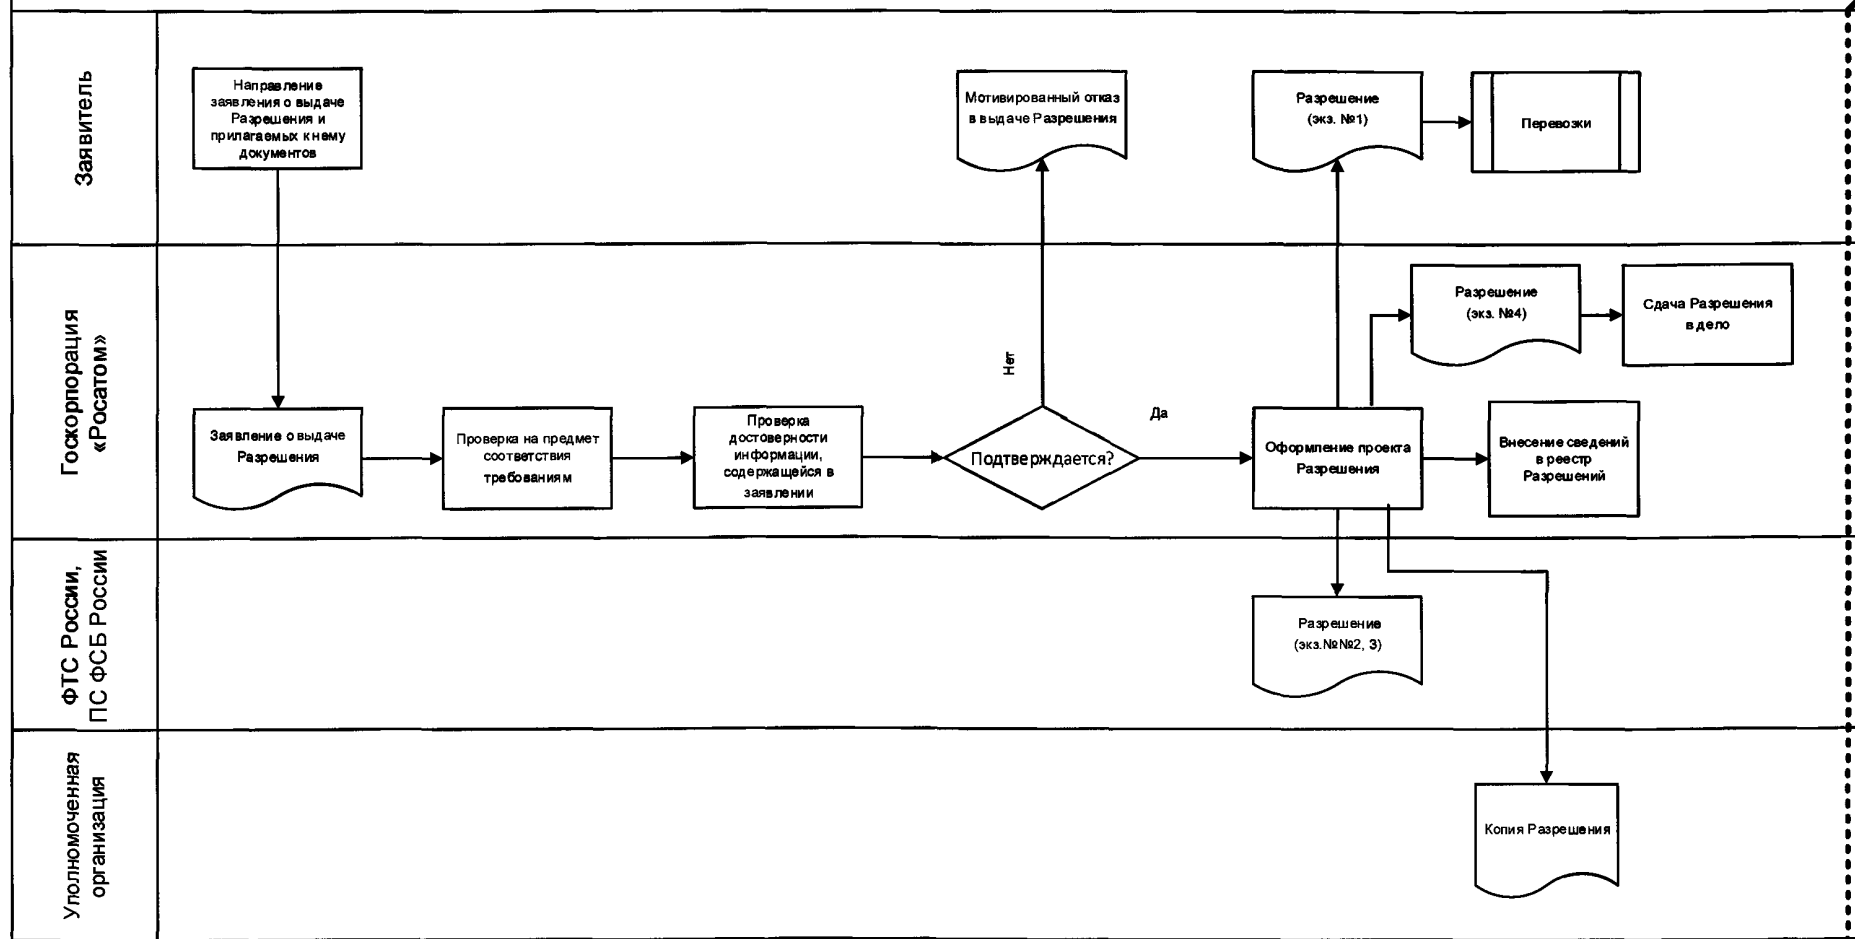 Заявитель
Направление
заявления о выдаче
Разрешения и
прилагаемых к нему
документов
Мотивированный отказ
в выдаче Разрешения
Разрешение
(экз. №1)
Перевозки
Госкорпорация
«Росатом»
Заявление о выдаче
Разрешения
Проверка на предмет
соответствия
требованиям
Проверка
достоверности
информации,
содержащейся в
заявлении
Подтверждается?
Нет
Да
Оформление проекта
Разрешения
Разрешение
(экз. №4)
Сдача Разрешения
в дело
Внесение сведений
в реестр
Разрешений
ФТС России,
ПС ФСБ России
Разрешение
(экз.№№2, 3)
Уполномоченная
организация
Копия Разрешения